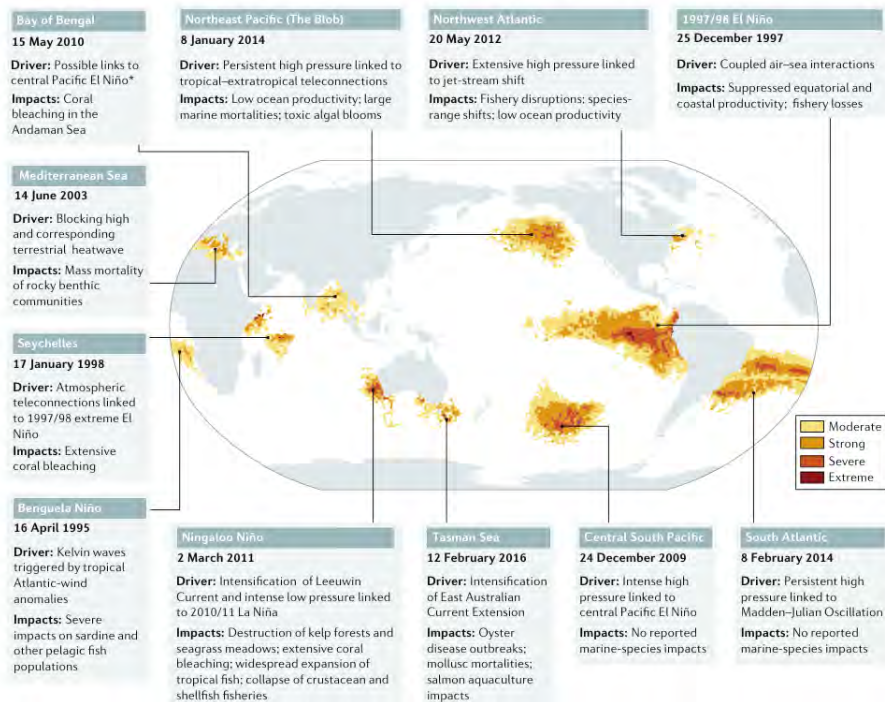 Bay of Bengal
15 May 2010
Driver: Possible links to
central Pacific El Niño*
Impacts: Coral
bleaching in the
Andaman Sea
Northeast Pacific (The Blob)
8 January 2014
Driver: Persistent high pressure linked to
tropical–extratropical teleconnections
Impacts: Low ocean productivity; large
marine mortalities; toxic algal blooms
Northwest Atlantic
20 May 2012
Driver: Extensive high pressure linked
to jet-stream shift
Impacts: Fishery disruptions; species-
range shifts; low ocean productivity
1997/98 El Niño
25 December 1997
Driver: Coupled air–sea interactions
Impacts: Suppressed equatorial and
coastal productivity; fishery losses
Mediterranean Sea
14 June 2003
Driver: Blocking high
and corresponding
terrestrial heatwave
Impacts: Mass mortality
of rocky benthic
communities
Seychelles
17 January 1998
Driver: Atmospheric
teleconnections linked
to 1997/98 extreme El
Niño
Impacts: Extensive
coral bleaching
Moderate
Strong
Severe
Extreme
Benguela Niño
16 April 1995
Driver: Kelvin waves
triggered by tropical
Atlantic-wind
anomalies
Impacts: Severe
impacts on sardine and
other pelagic fish
populations
Ningaloo Niño
2 March 2011
Driver: Intensification of Leeuwin
Current and intense low pressure linked
to 2010/11 La Niña
Impacts: Destruction of kelp forests and
seagrass meadows; extensive coral
bleaching; widespread expansion of
tropical fish; collapse of crustacean and
shellfish fisheries
Tasman Sea
12 February 2016
Driver: Intensification
of East Australian
Current Extension
Impacts: Oyster
disease outbreaks;
mollusc mortalities;
salmon aquaculture
impacts
Central South Pacific
24 December 2009
Driver: Intense high
pressure linked to
central Pacific El Niño
Impacts: No reported
marine-species impacts
South Atlantic
8 February 2014
Driver: Persistent high
pressure linked to
Madden–Julian Oscillation
Impacts: No reported
marine-species impacts